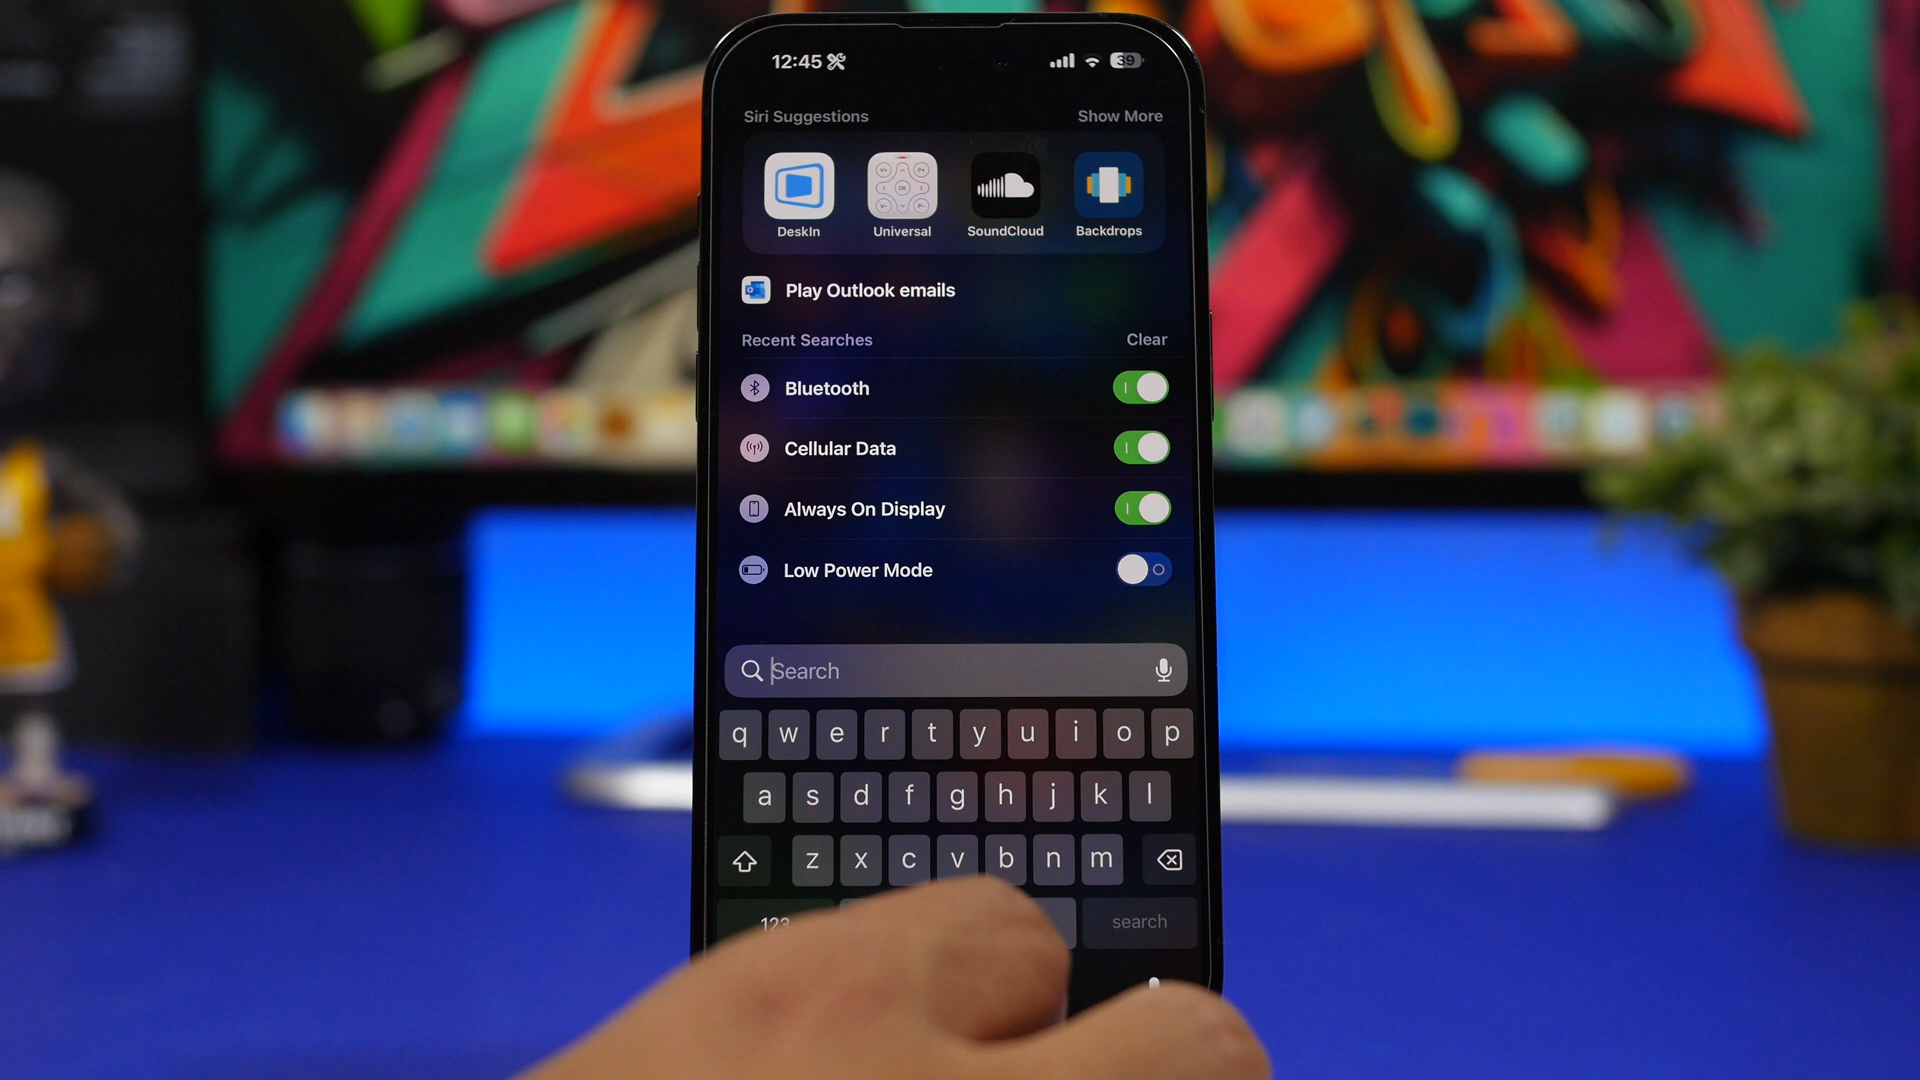 12:45
39
Siri Suggestions Show More
DeskIn Universal SoundCloud Backdrops
Play Outlook emails
Recent Searches Clear
Bluetooth
Cellular Data
Always On Display
Low Power Mode
Search
q w e r t y u i o p
a s d f g h j k l
z x c v b n m
123 search